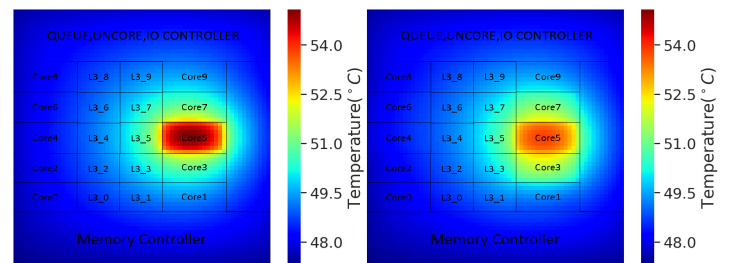 QUEUE,UNCORE,IO CONTROLLER
Core8 L3_8 L3_9 Core9
Core6 L3_6 L3_7 Core7
Core4 L3_4 L3_5 Core5
Core2 L3_2 L3_3 Core3
Core0 L3_0 L3_1 Core1
Memory Controller
54.0
52.5
51.0
49.5
48.0
Temperature(°C)
QUEUE,UNCORE,IO CONTROLLER
Core8 L3_8 L3_9 Core9
Core6 L3_6 L3_7 Core7
Core4 L3_4 L3_5 Core5
Core2 L3_2 L3_3 Core3
Core0 L3_0 L3_1 Core1
Memory Controller
54.0
52.5
51.0
49.5
48.0
Temperature(°C)